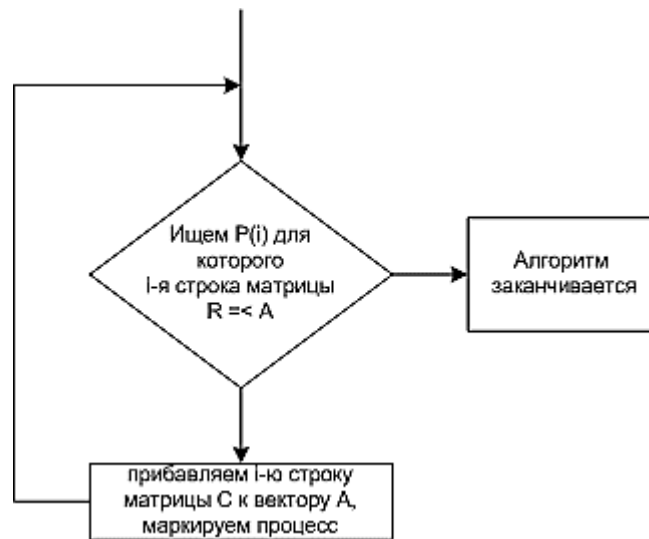 Ищем P(i) для
которого
i-я строка матрицы
R =< A
Алгоритм
заканчивается
прибавляем i-ю строку
матрицы C к вектору A,
маркируем процесс